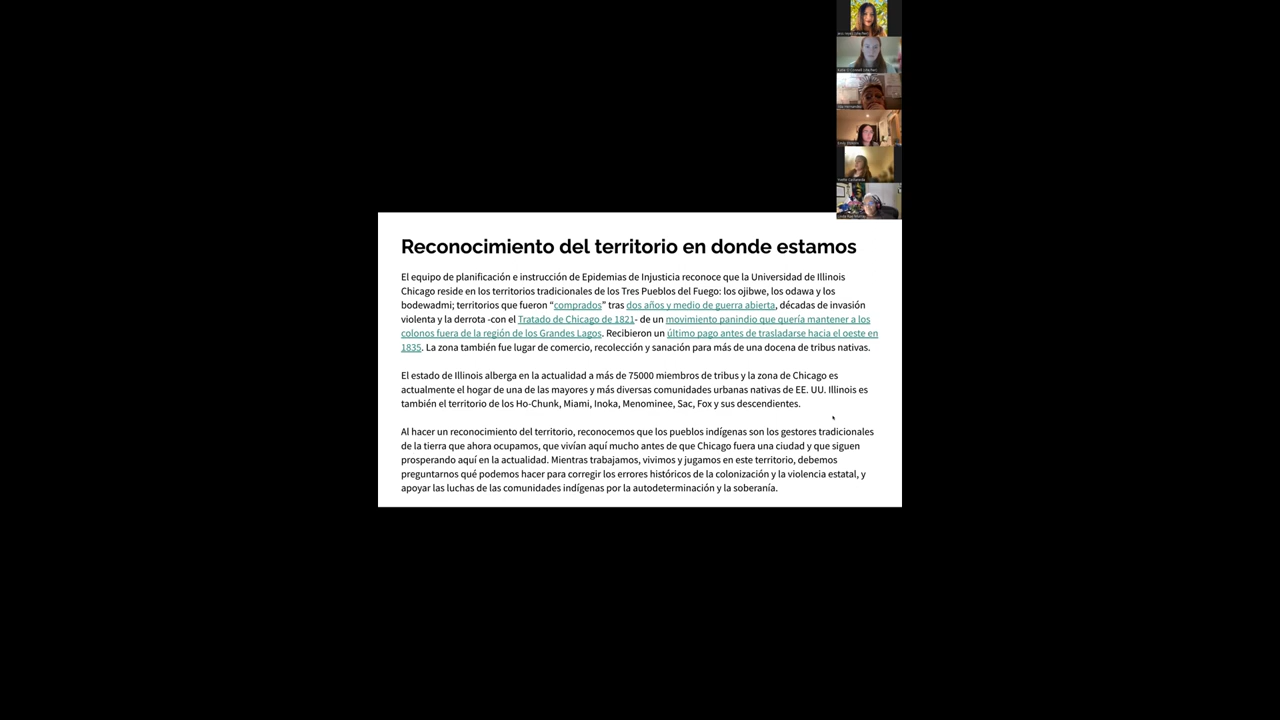 Reconocimiento del territorio en donde estamos
El equipo de planificación e instrucción de Epidemias de Injusticia reconoce que la Universidad de Illinois
Chicago reside en los territorios tradicionales de los Tres Pueblos del Fuego: los ojibwe, los odawa y los
bodewadmi; territorios que fueron “comprados” tras dos años y medio de guerra abierta, décadas de invasión
violenta y la derrota -con el Tratado de Chicago de 1821- de un movimiento panindio que quería mantener a los
colonos fuera de la región de los Grandes Lagos. Recibieron un último pago antes de trasladarse hacia el oeste en
1835. La zona también fue lugar de comercio, recolección y sanación para más de una docena de tribus nativas.
El estado de Illinois alberga en la actualidad a más de 75000 miembros de tribus y la zona de Chicago es
actualmente el hogar de una de las mayores y más diversas comunidades urbanas nativas de EE. UU. Illinois es
también el territorio de los Ho-Chunk, Miami, Inoka, Menominee, Sac, Fox y sus descendientes.
Al hacer un reconocimiento del territorio, reconocemos que los pueblos indígenas son los gestores tradicionales
de la tierra que ahora ocupamos, que vivían aquí mucho antes de que Chicago fuera una ciudad y que siguen
prosperando aquí en la actualidad. Mientras trabajamos, vivimos y jugamos en este territorio, debemos
preguntarnos qué podemos hacer para corregir los errores históricos de la colonización y la violencia estatal, y
apoyar las luchas de las comunidades indígenas por la autodeterminación y la soberanía.